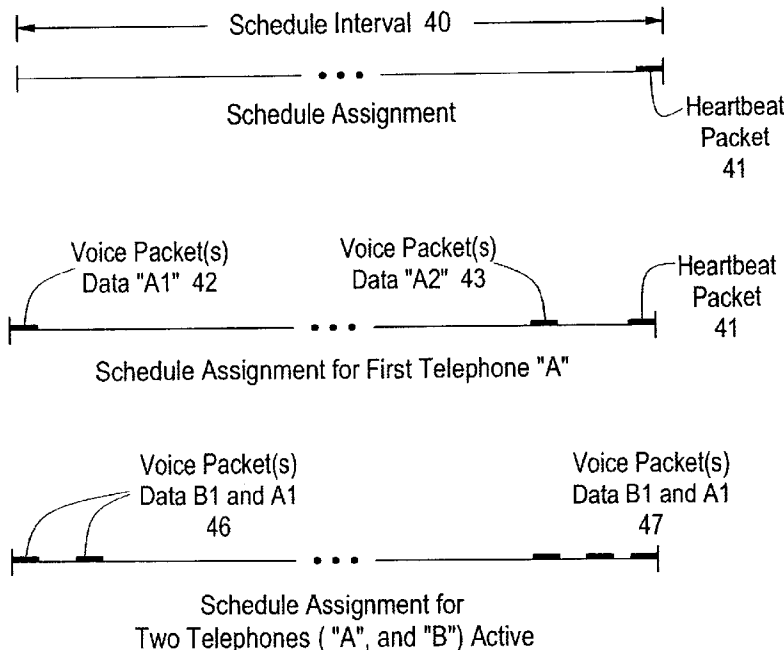 Schedule Interval 40
Schedule Assignment
Heartbeat
Packet
41
Voice Packet(s)
Data "A1" 42
Voice Packet(s)
Data "A2" 43
Heartbeat
Packet
41
Schedule Assignment for First Telephone "A"
Voice Packet(s)
Data B1 and A1
46
Voice Packet(s)
Data B1 and A1
47
Schedule Assignment for
Two Telephones ( "A", and "B") Active